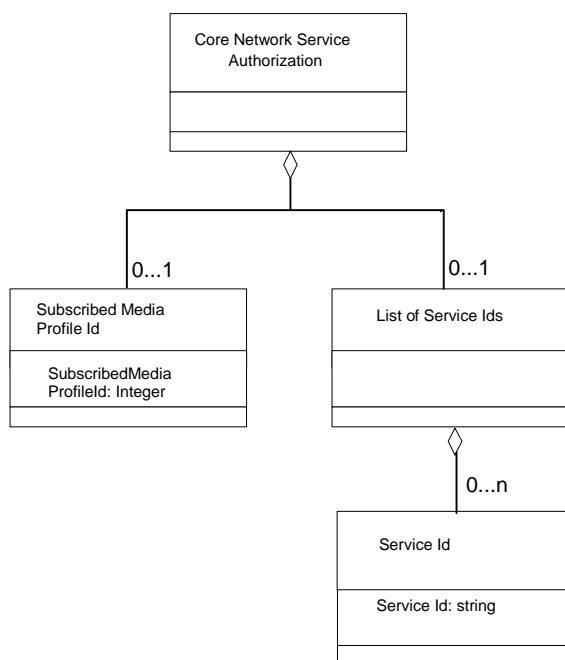 Core Network Service
Authorization
0...1
0...1
Subscribed Media
Profile Id
SubscribedMedia
ProfileId: Integer
List of Service Ids
0...n
Service Id
Service Id: string